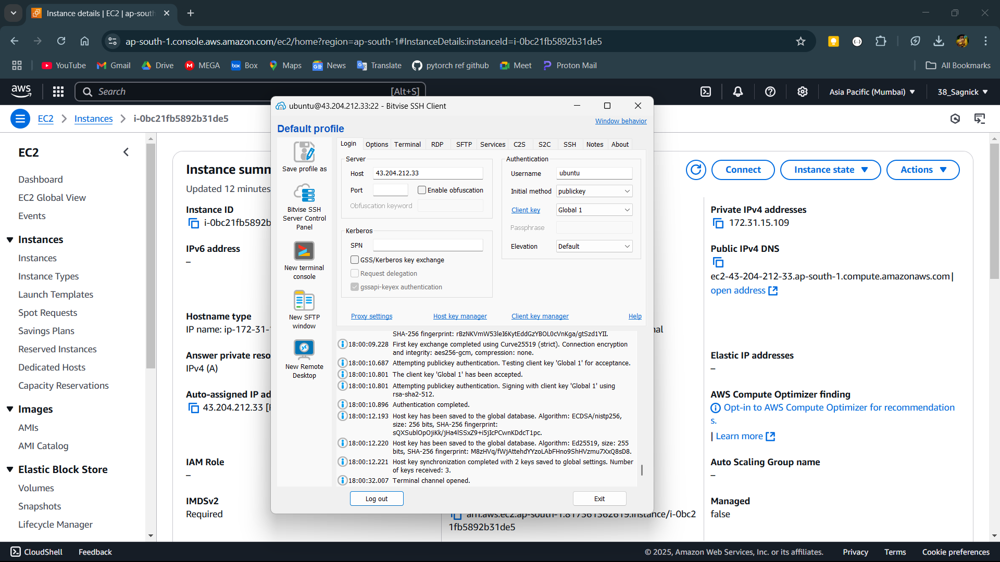 Instance details | EC2 | ap-south
ap-south-1.console.aws.amazon.com/ec2/home?region=ap-south-1#InstanceDetails:instanceId=i-0bc21fb5892b31de5
YouTube
Gmail
Drive
MEGA
box
Box
Maps
News
Translate
pytorch ref github
Meet
Proton Mail
All Bookmarks
aws
Search
[Alt+S]
Asia Pacific (Mumbai)
38_Sagnick
EC2
Instances
i-0bc21fb5892b31de5
EC2
Dashboard
EC2 Global View
Events
Instances
Instances
Instance Types
Launch Templates
Spot Requests
Savings Plans
Reserved Instances
Dedicated Hosts
Capacity Reservations
Images
AMIs
AMI Catalog
Elastic Block Store
Volumes
Snapshots
Lifecycle Manager
Instance summ
Updated 12 minutes
Instance ID
i-0bc21fb5892b
IPv6 address
–
Hostname type
IP name: ip-172-31-
Answer private reso
IPv4 (A)
Auto-assigned IP ad
43.204.212.33 [P
IAM Role
–
IMDSv2
Required
ubuntu@43.204.212.33:22 - Bitvise SSH Client
Window behavior
Default profile
Save profile as
Bitvise SSH
Server Control
Panel
New terminal
console
New SFTP
window
New Remote
Desktop
Login
Options
Terminal
RDP
SFTP
Services
C2S
S2C
SSH
Notes
About
Server
Host
43.204.212.33
Port
Enable obfuscation
Obfuscation keyword
Kerberos
SPN
GSS/Kerberos key exchange
Request delegation
gssapi-keyex authentication
Authentication
Username
ubuntu
Initial method
publickey
Client key
Global 1
Passphrase
Elevation
Default
Proxy settings
Host key manager
Client key manager
Help
SHA-256 fingerprint: rBzNKVmW53leI6KytEddGzYBOL0cVnKga/gtSzd1YII.
18:00:09.228 First key exchange completed using Curve25519 (strict). Connection encryption
and integrity: aes256-gcm, compression: none.
18:00:10.687 Attempting publickey authentication. Testing client key 'Global 1' for acceptance.
18:00:10.801 The client key 'Global 1' has been accepted.
18:00:10.801 Attempting publickey authentication. Signing with client key 'Global 1' using
rsa-sha2-512.
18:00:10.896 Authentication completed.
18:00:12.193 Host key has been saved to the global database. Algorithm: ECDSA/nistp256,
size: 256 bits, SHA-256 fingerprint:
sQXSublOpOjiKk/jHa4lSSxZ9+i5jIcPCwnKDdcT1pc.
18:00:12.220 Host key has been saved to the global database. Algorithm: Ed25519, size: 255
bits, SHA-256 fingerprint: M8zHVq/fWjAttehdYYzoLAbFHno9ShHVzmu7XxQ8sD8.
18:00:12.221 Host key synchronization completed with 2 keys saved to global settings. Number
of keys received: 3.
18:00:32.007 Terminal channel opened.
Log out
Exit
al
arn:aws:ec2:ap-south-1:817361362619:instance/i-0bc2
1fb5892b31de5
Connect
Instance state
Actions
Private IPv4 addresses
172.31.15.109
Public IPv4 DNS
ec2-43-204-212-33.ap-south-1.compute.amazonaws.com |
open address
Elastic IP addresses
–
AWS Compute Optimizer finding
Opt-in to AWS Compute Optimizer for recommendation
s.
| Learn more
Auto Scaling Group name
–
Managed
false
CloudShell
Feedback
© 2025, Amazon Web Services, Inc. or its affiliates.
Privacy
Terms
Cookie preferences